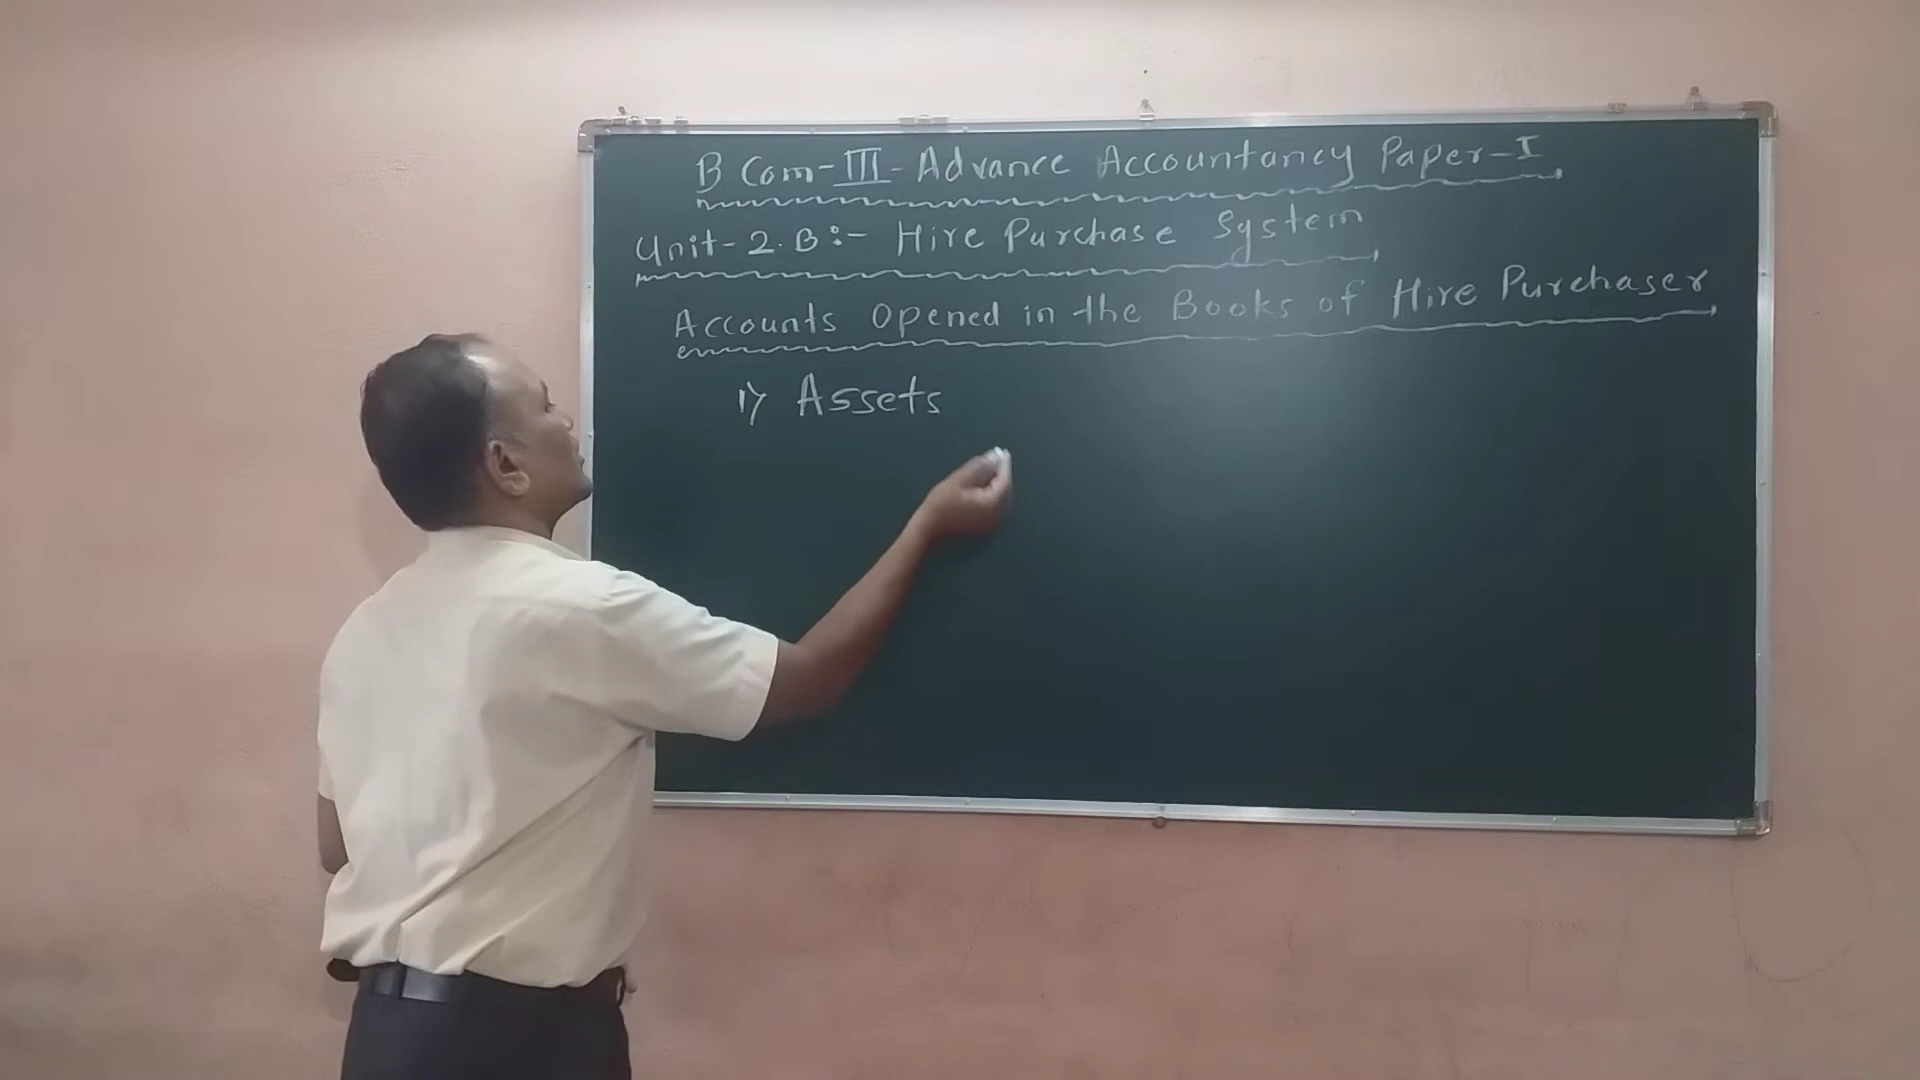 B Com-III-Advance Accountancy Paper-I
Unit-2.B:- Hire Purchase System
Accounts Opened in the Books of Hire Purchaser
1) Assets